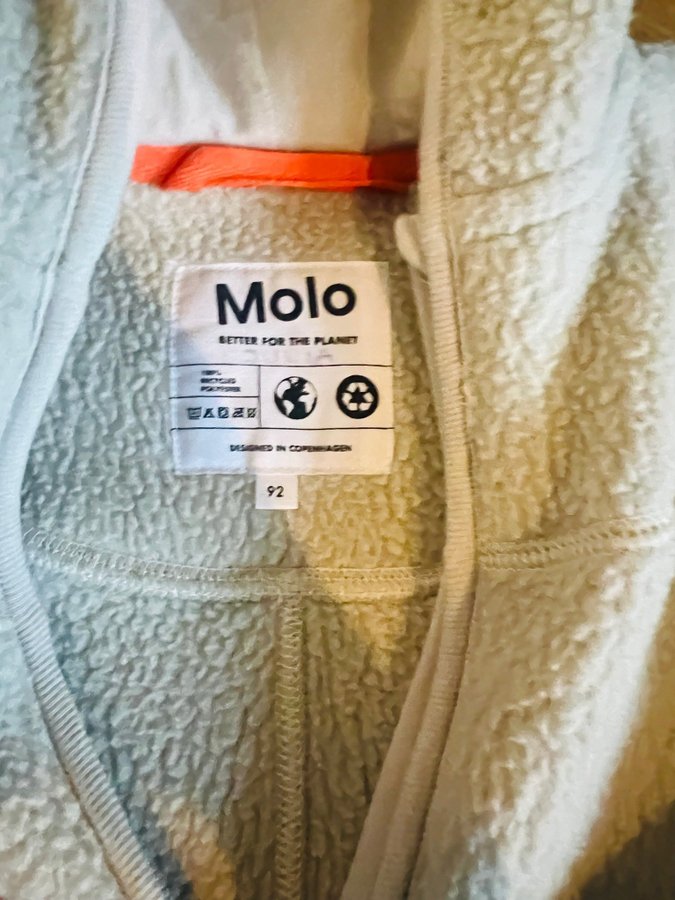 Molo
BETTER FOR THE PLANET
100%
RECYCLED
POLYESTER
DESIGNED IN COPENHAGEN
92